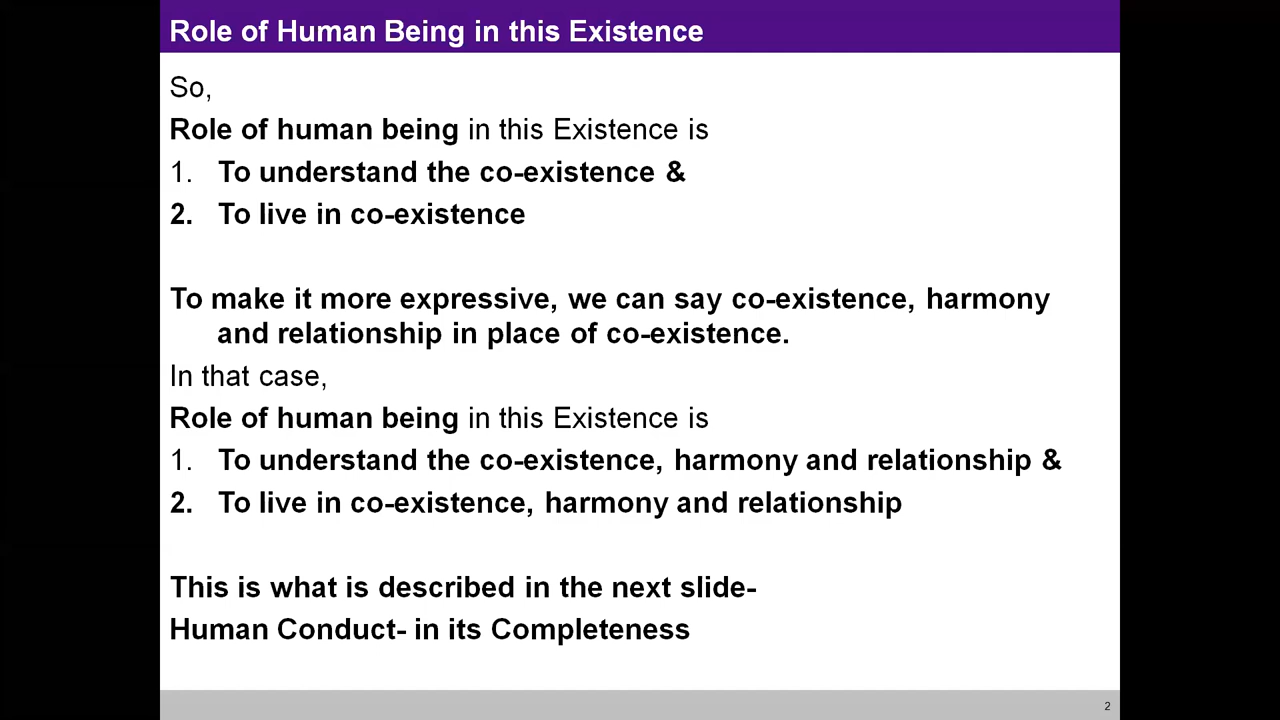 Role of Human Being in this Existence
So,
Role of human being in this Existence is
1. To understand the co-existence &
2. To live in co-existence
To make it more expressive, we can say co-existence, harmony
and relationship in place of co-existence.
In that case,
Role of human being in this Existence is
1. To understand the co-existence, harmony and relationship &
2. To live in co-existence, harmony and relationship
This is what is described in the next slide-
Human Conduct- in its Completeness
2